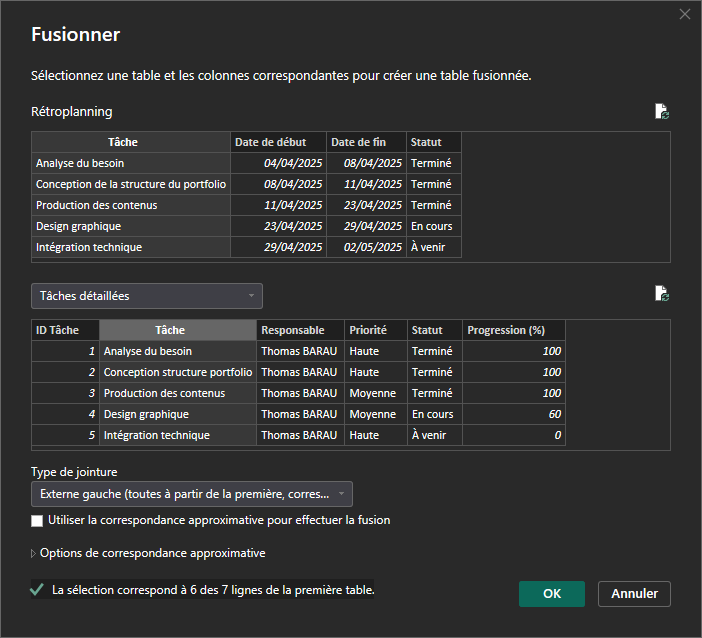 Fusionner
Sélectionnez une table et les colonnes correspondantes pour créer une table fusionnée.
Rétroplanning
Tâche Date de début Date de fin Statut
Analyse du besoin 04/04/2025 08/04/2025 Terminé
Conception de la structure du portfolio 08/04/2025 11/04/2025 Terminé
Production des contenus 11/04/2025 23/04/2025 Terminé
Design graphique 23/04/2025 29/04/2025 En cours
Intégration technique 29/04/2025 02/05/2025 À venir
Tâches détaillées
ID Tâche Tâche Responsable Priorité Statut Progression (%)
1 Analyse du besoin Thomas BARAU Haute Terminé 100
2 Conception structure portfolio Thomas BARAU Haute Terminé 100
3 Production des contenus Thomas BARAU Moyenne Terminé 100
4 Design graphique Thomas BARAU Moyenne En cours 60
5 Intégration technique Thomas BARAU Haute À venir 0
Type de jointure
Externe gauche (toutes à partir de la première, corres...
Utiliser la correspondance approximative pour effectuer la fusion
Options de correspondance approximative
La sélection correspond à 6 des 7 lignes de la première table.
OK Annuler